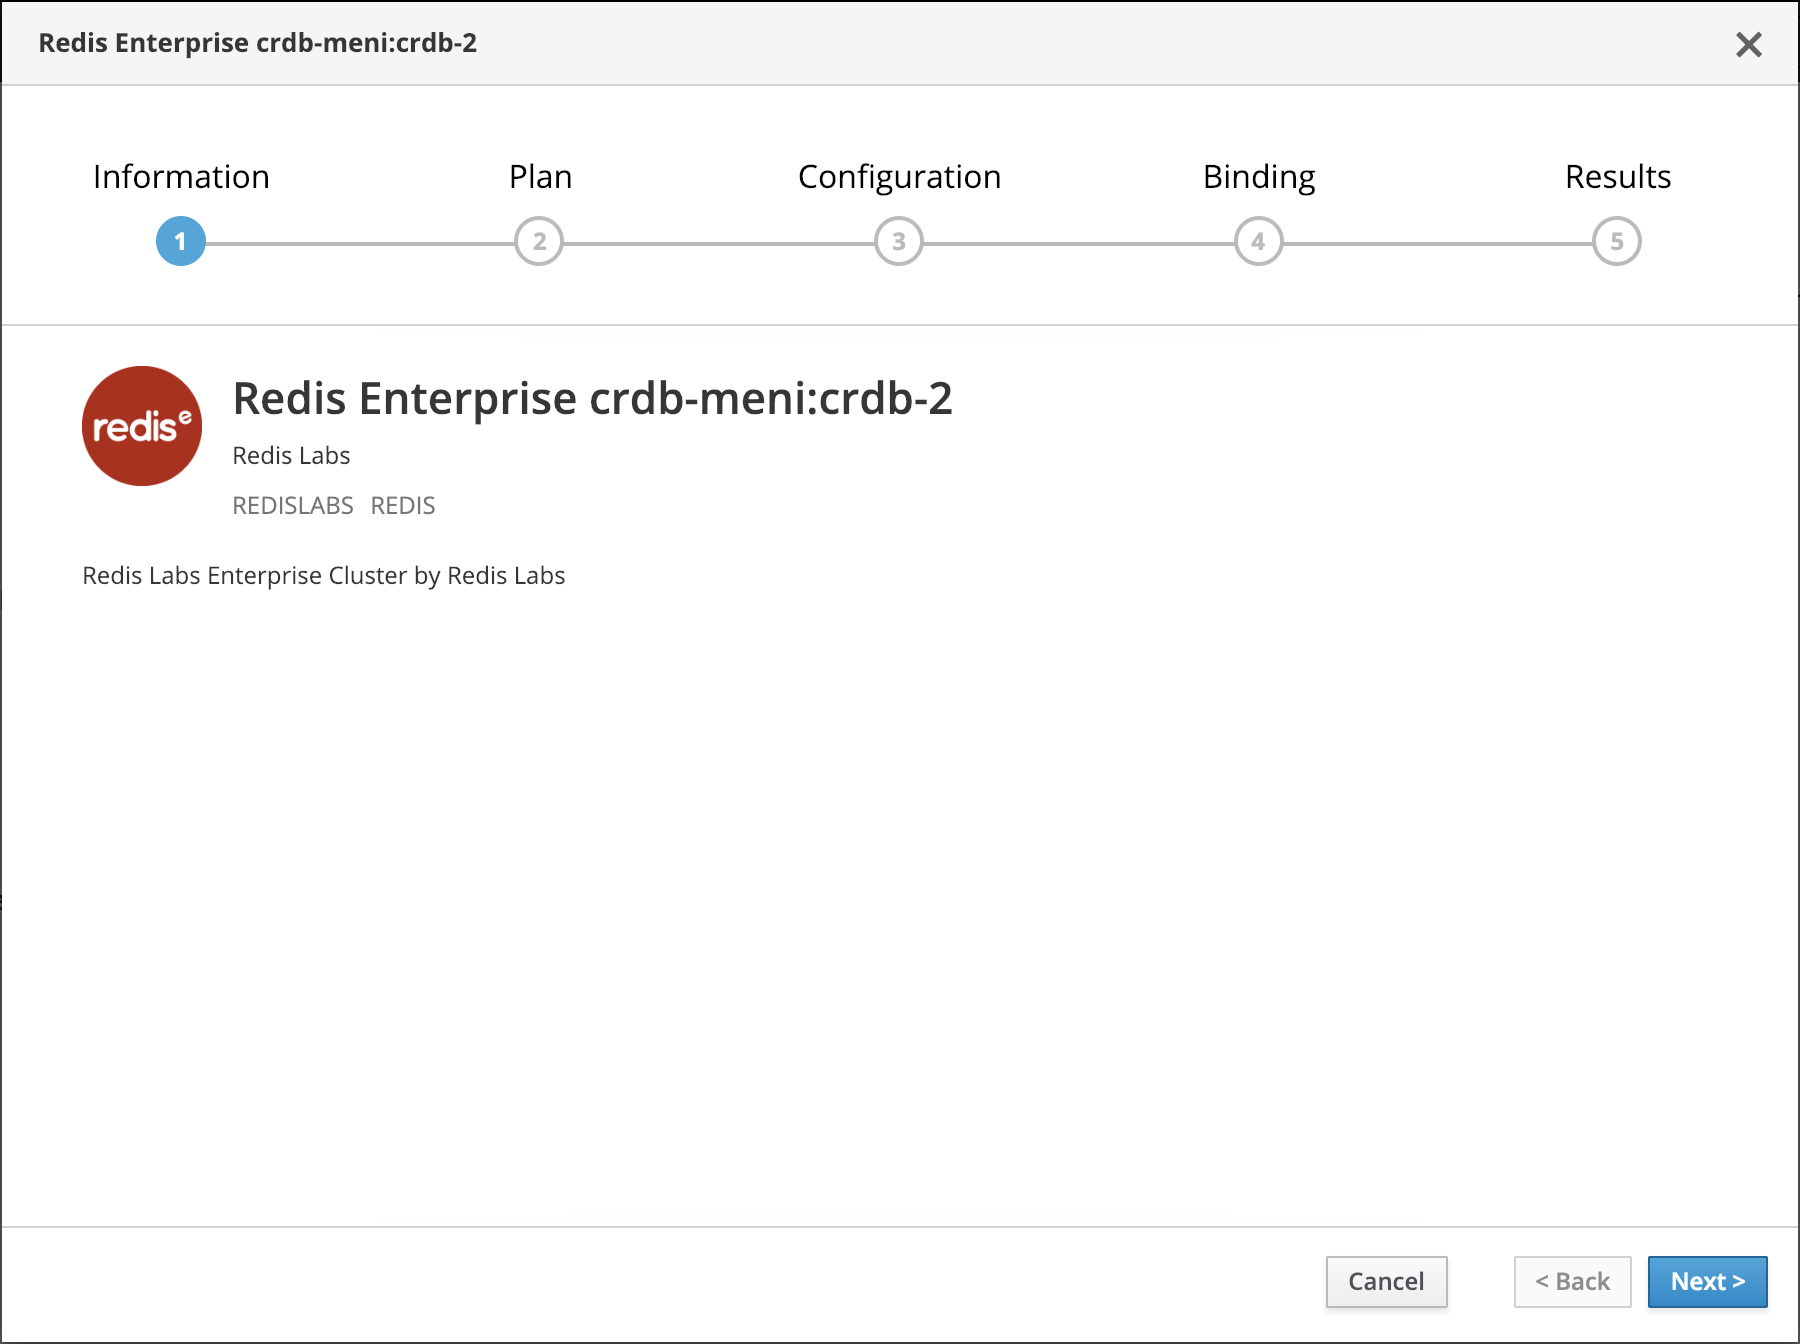 Redis Enterprise crdb-meni:crdb-2
Information Plan Configuration Binding Results
1 2 3 4 5
redise
Redis Enterprise crdb-meni:crdb-2
Redis Labs
REDISLABS REDIS
Redis Labs Enterprise Cluster by Redis Labs
Cancel < Back Next >